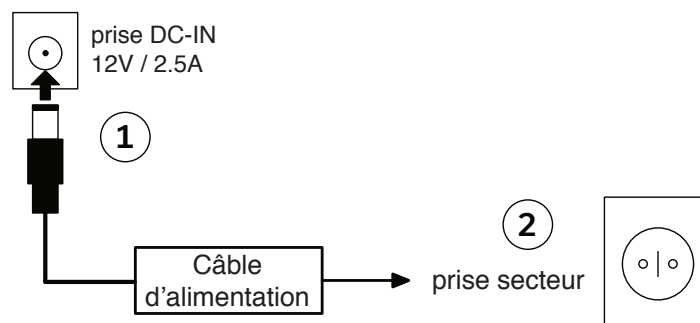 prise DC-IN
12V / 2.5A
1
2
Câble
d'alimentation
prise secteur